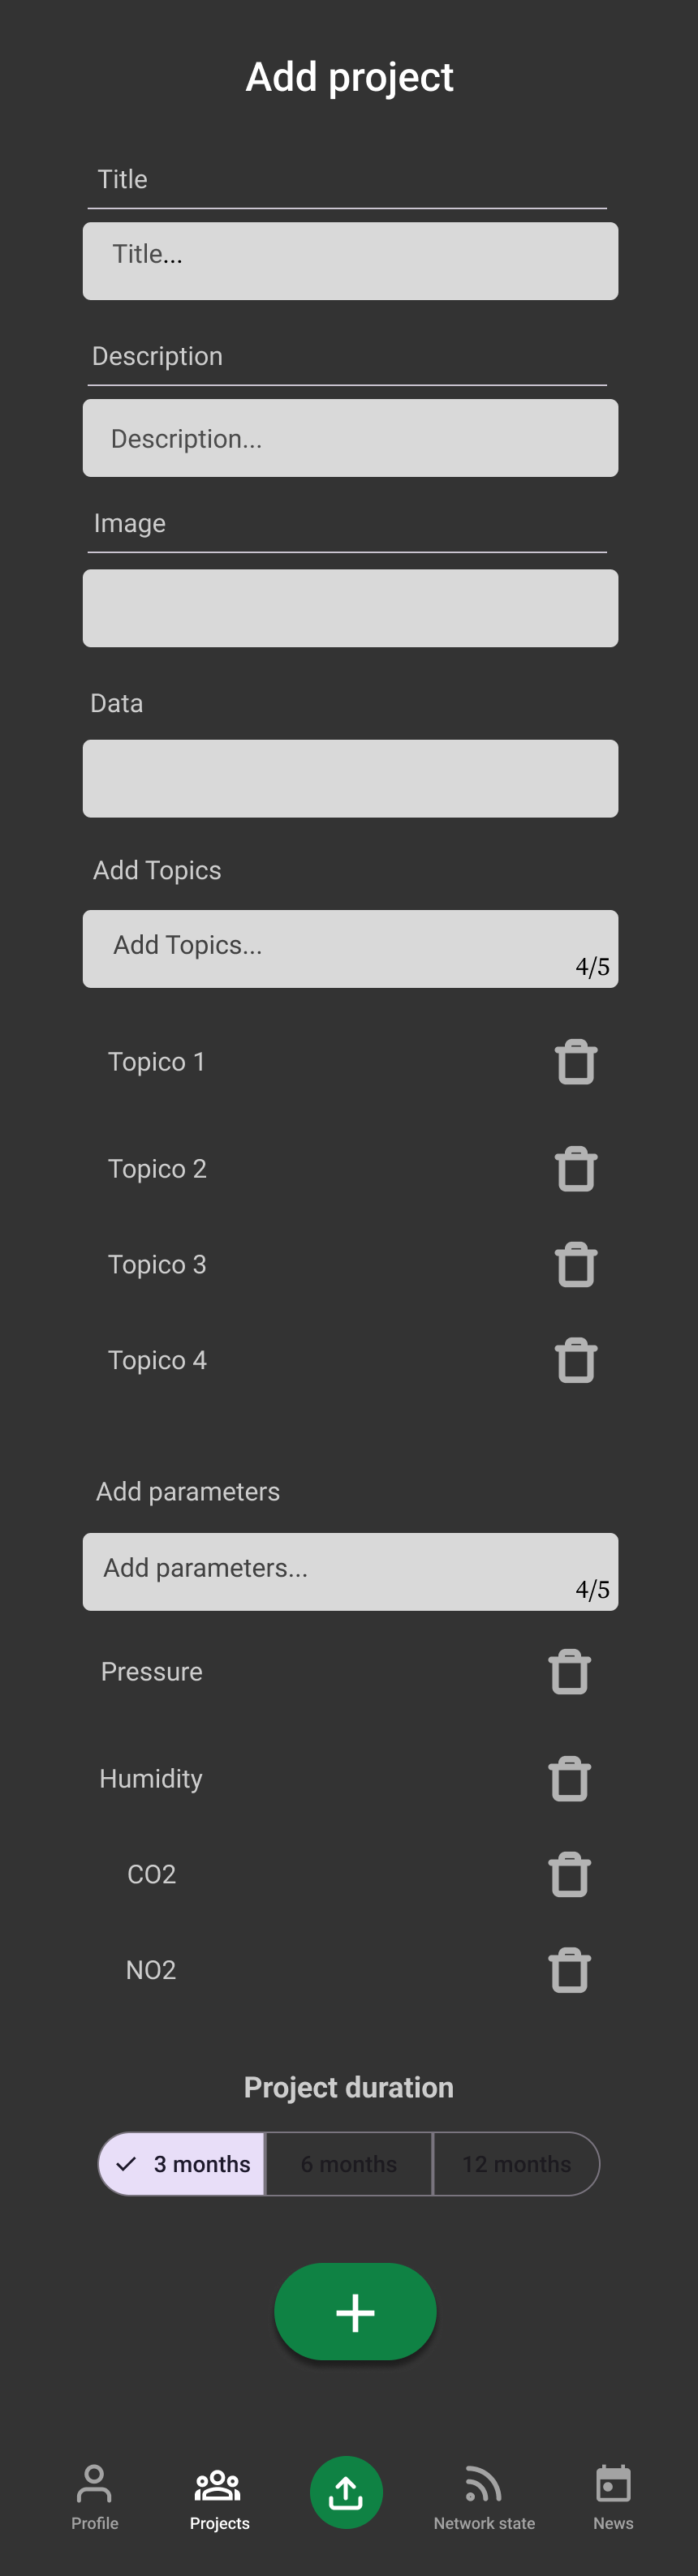 Add project
Title
Title...
Description
Description...
Image
Data
Add Topics
Add Topics...
4/5
Topico 1
Topico 2
Topico 3
Topico 4
Add parameters
Add parameters...
4/5
Pressure
Humidity
CO2
NO2
Project duration
3 months 6 months 12 months
Profile Projects Network state News